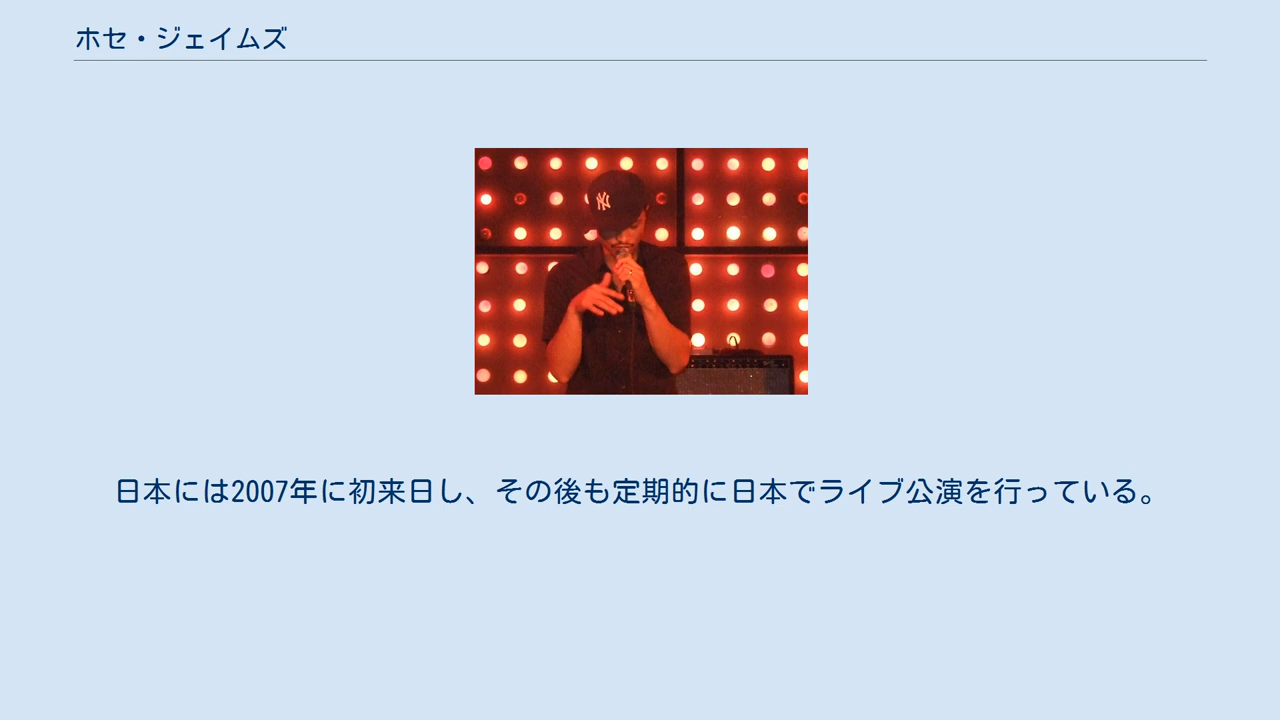 ホセ・ジェイムズ
NY
日本には2007年に初来日し、その後も定期的に日本でライブ公演を行っている。